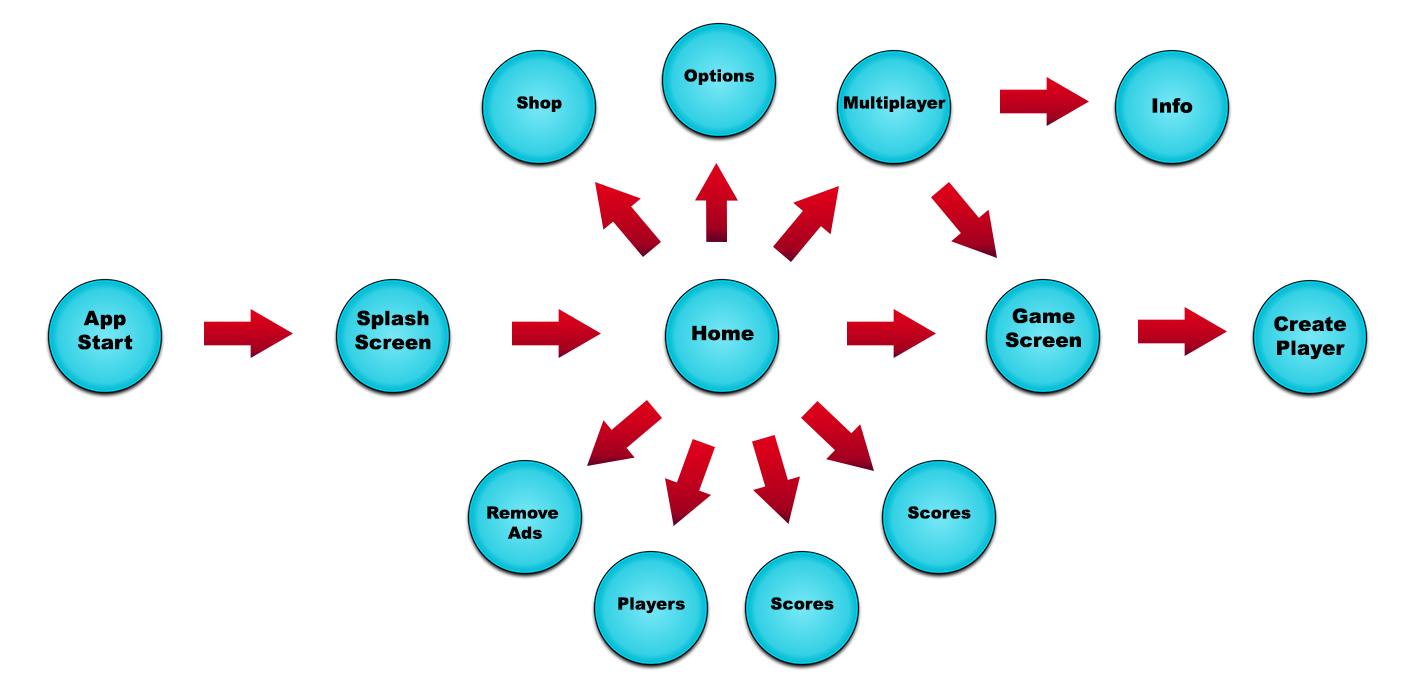 Options
Shop
Multiplayer
Info
App
Start
Splash
Screen
Home
Game
Screen
Create
Player
Remove
Ads
Scores
Players
Scores